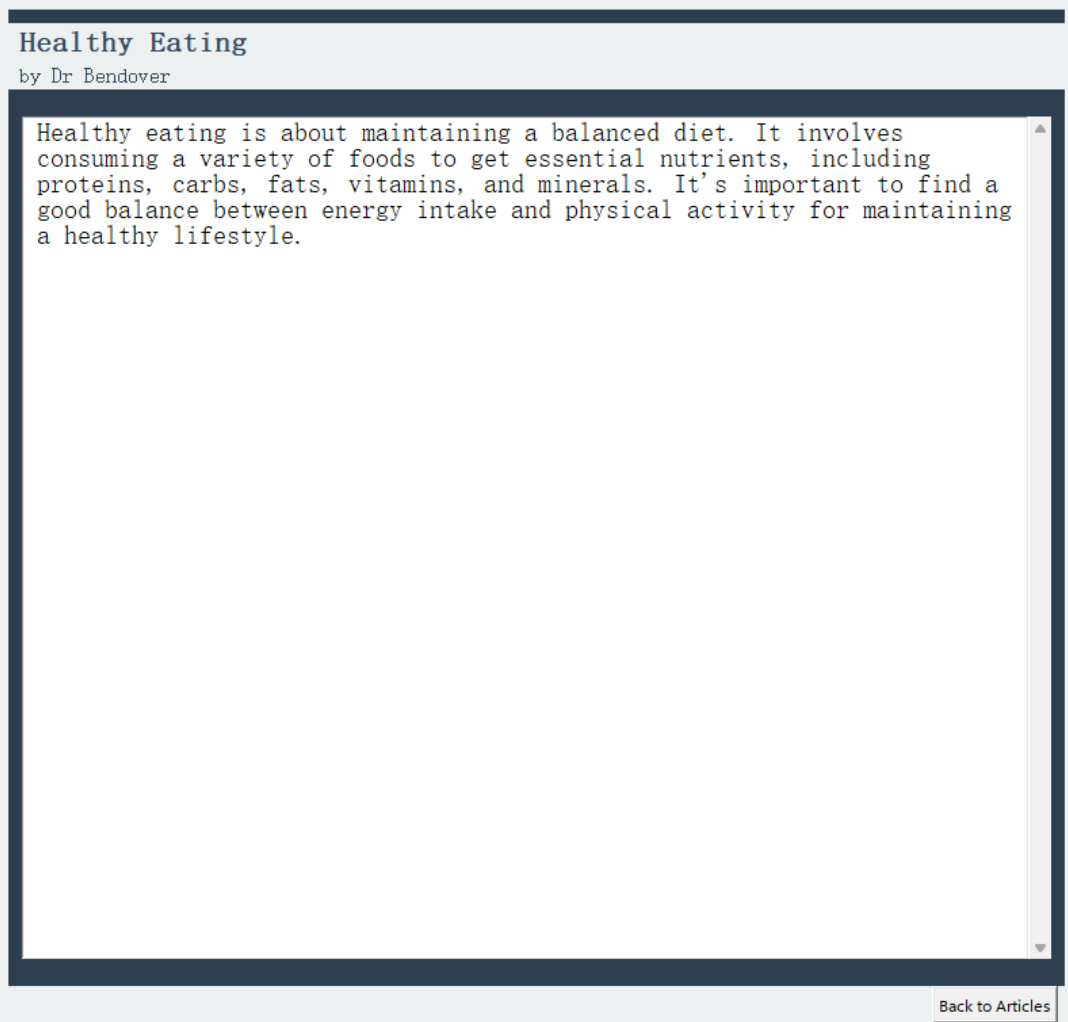 Healthy Eating
by Dr Bendover
Healthy eating is about maintaining a balanced diet. It involves
consuming a variety of foods to get essential nutrients, including
proteins, carbs, fats, vitamins, and minerals. It's important to find a
good balance between energy intake and physical activity for maintaining
a healthy lifestyle.
Back to Articles